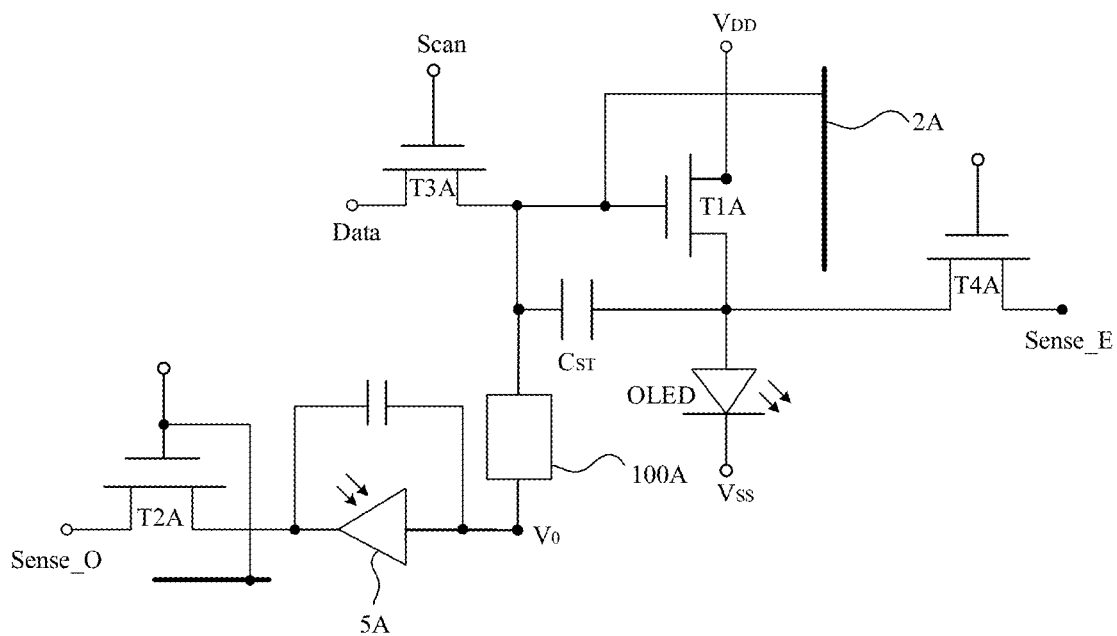 VDD
Scan
2A
T3A
T1A
Data
T4A
Sense_E
CST
OLED
100A
VSS
T2A
V0
Sense_O
5A